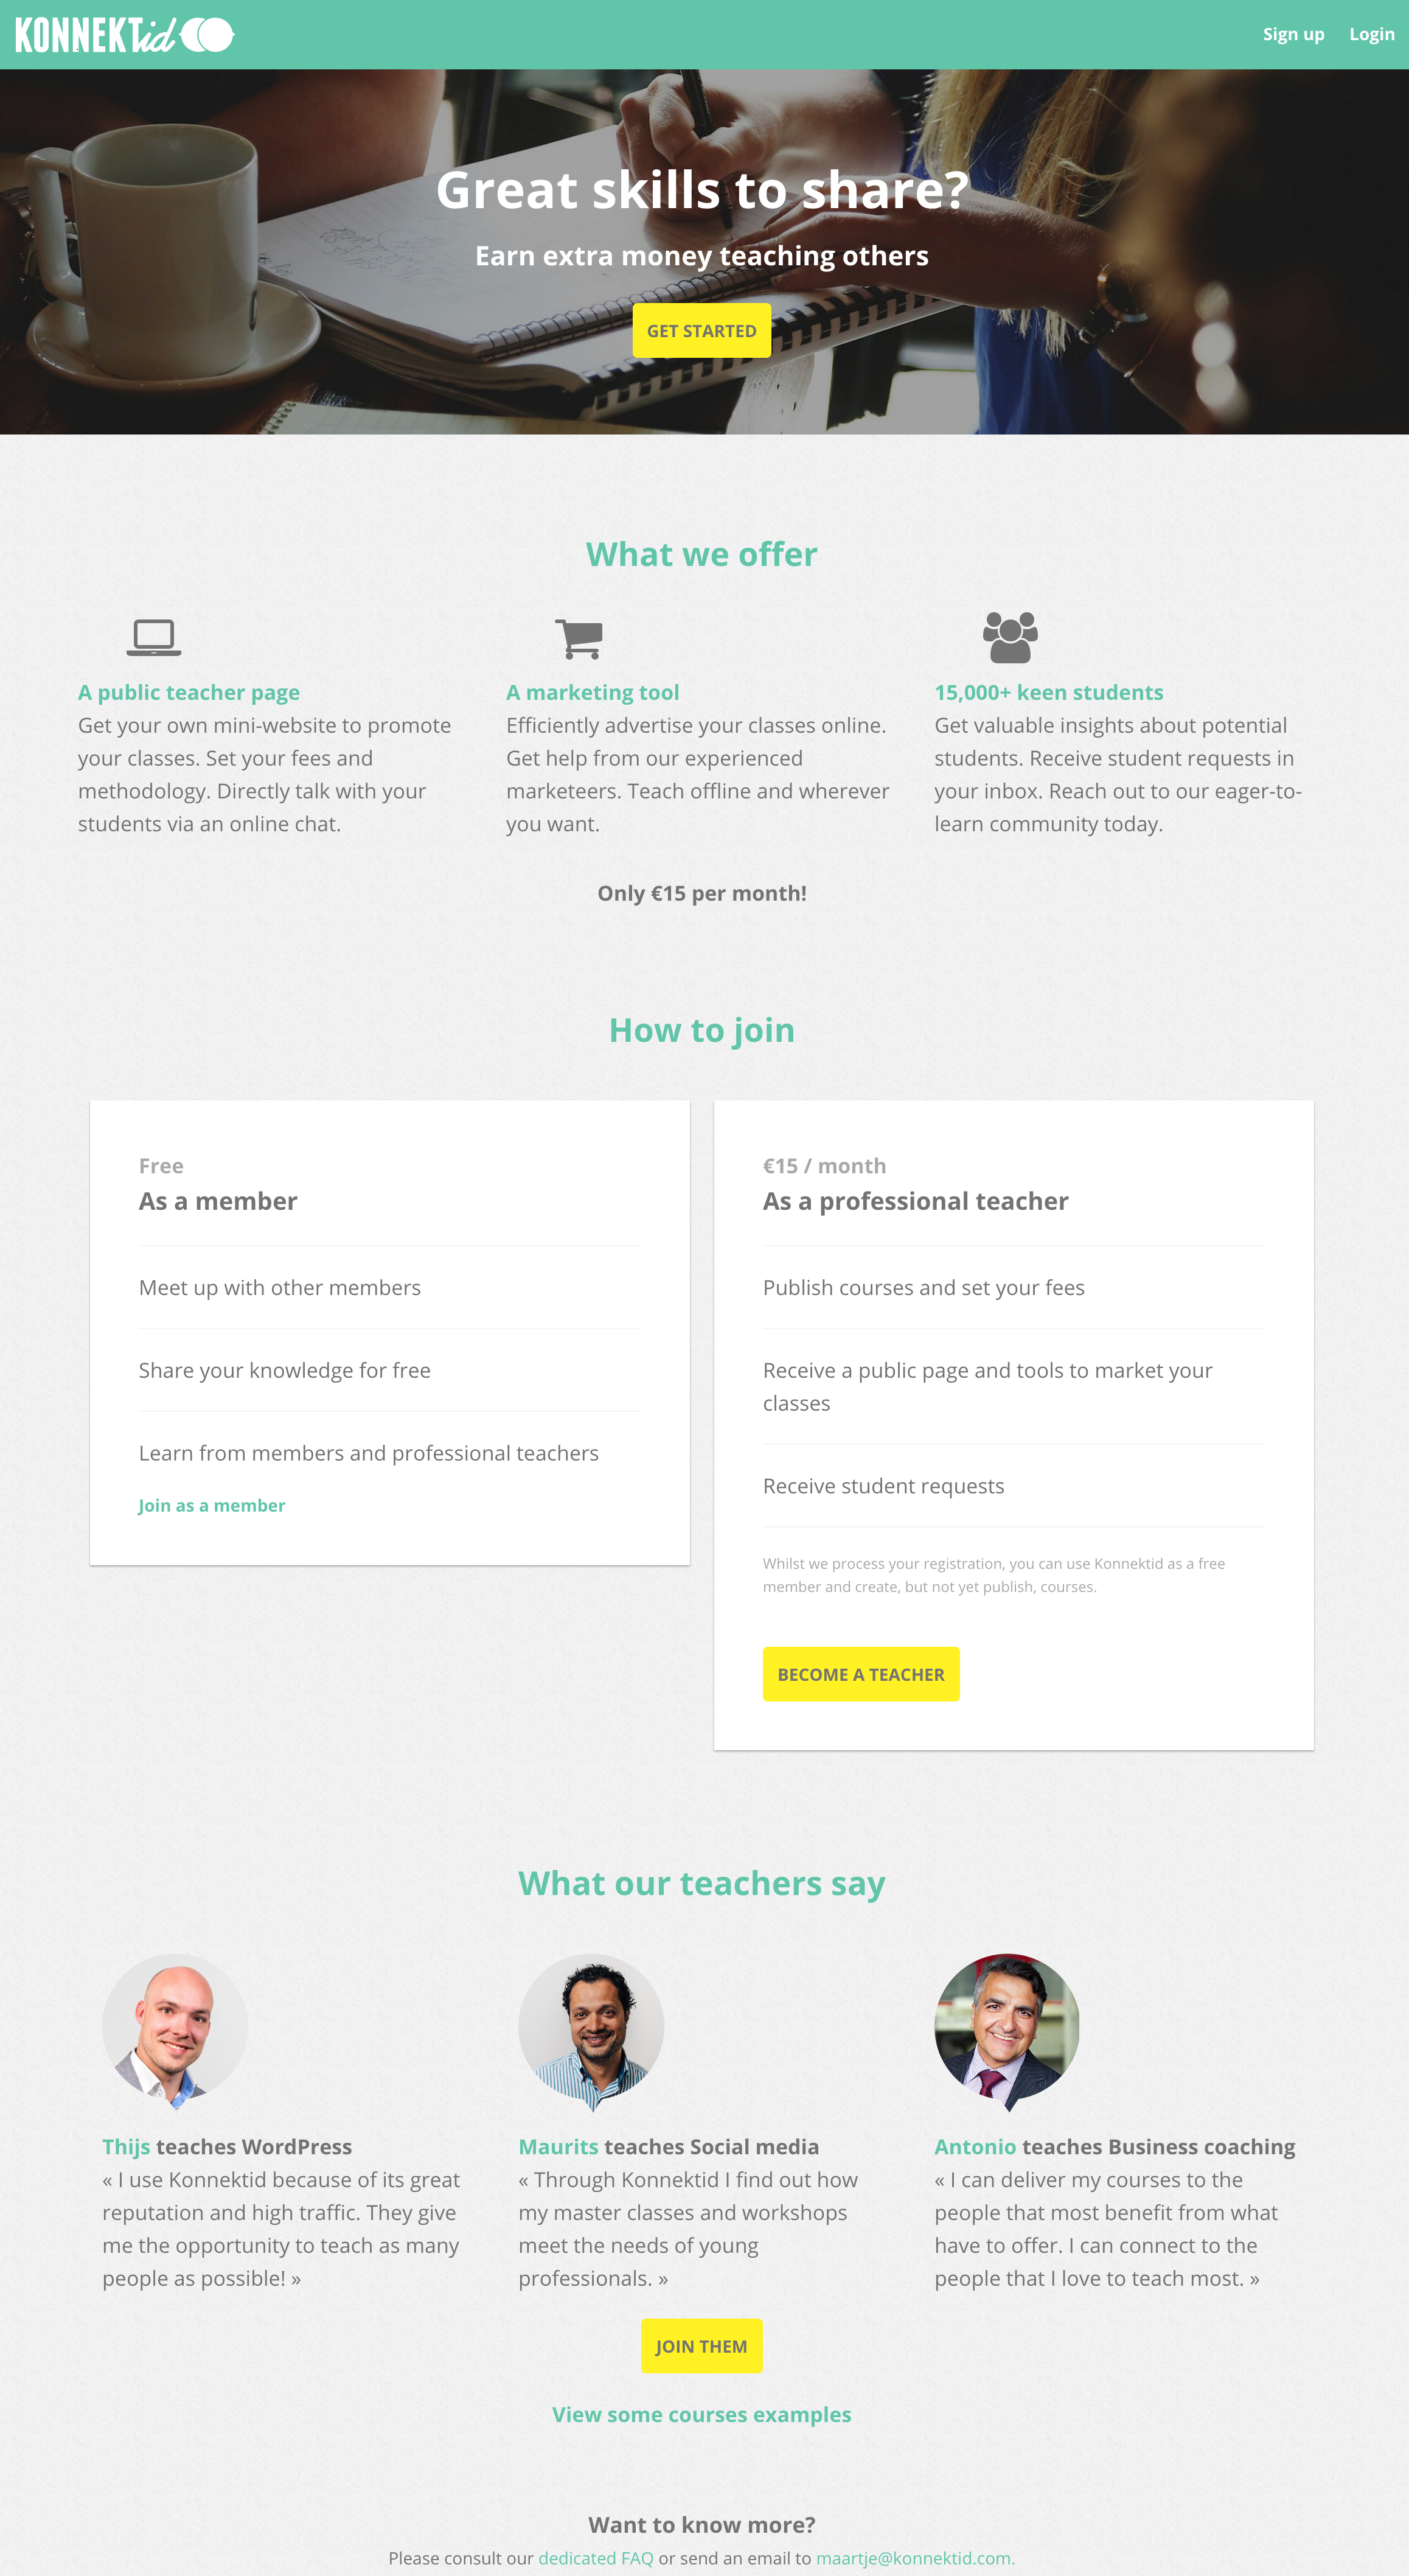 KONNEKTid
Sign up
Login
Great skills to share?
Earn extra money teaching others
GET STARTED
What we offer
A public teacher page
Get your own mini-website to promote
your classes. Set your fees and
methodology. Directly talk with your
students via an online chat.
A marketing tool
Efficiently advertise your classes online.
Get help from our experienced
marketeers. Teach offline and wherever
you want.
15,000+ keen students
Get valuable insights about potential
students. Receive student requests in
your inbox. Reach out to our eager-to-
learn community today.
Only €15 per month!
How to join
Free
As a member
Meet up with other members
Share your knowledge for free
Learn from members and professional teachers
Join as a member
€15 / month
As a professional teacher
Publish courses and set your fees
Receive a public page and tools to market your
classes
Receive student requests
Whilst we process your registration, you can use Konnektid as a free
member and create, but not yet publish, courses.
BECOME A TEACHER
What our teachers say
Thijs teaches WordPress
« I use Konnektid because of its great
reputation and high traffic. They give
me the opportunity to teach as many
people as possible! »
Maurits teaches Social media
« Through Konnektid I find out how
my master classes and workshops
meet the needs of young
professionals. »
Antonio teaches Business coaching
« I can deliver my courses to the
people that most benefit from what
have to offer. I can connect to the
people that I love to teach most. »
JOIN THEM
View some courses examples
Want to know more?
Please consult our dedicated FAQ or send an email to maartje@konnektid.com.